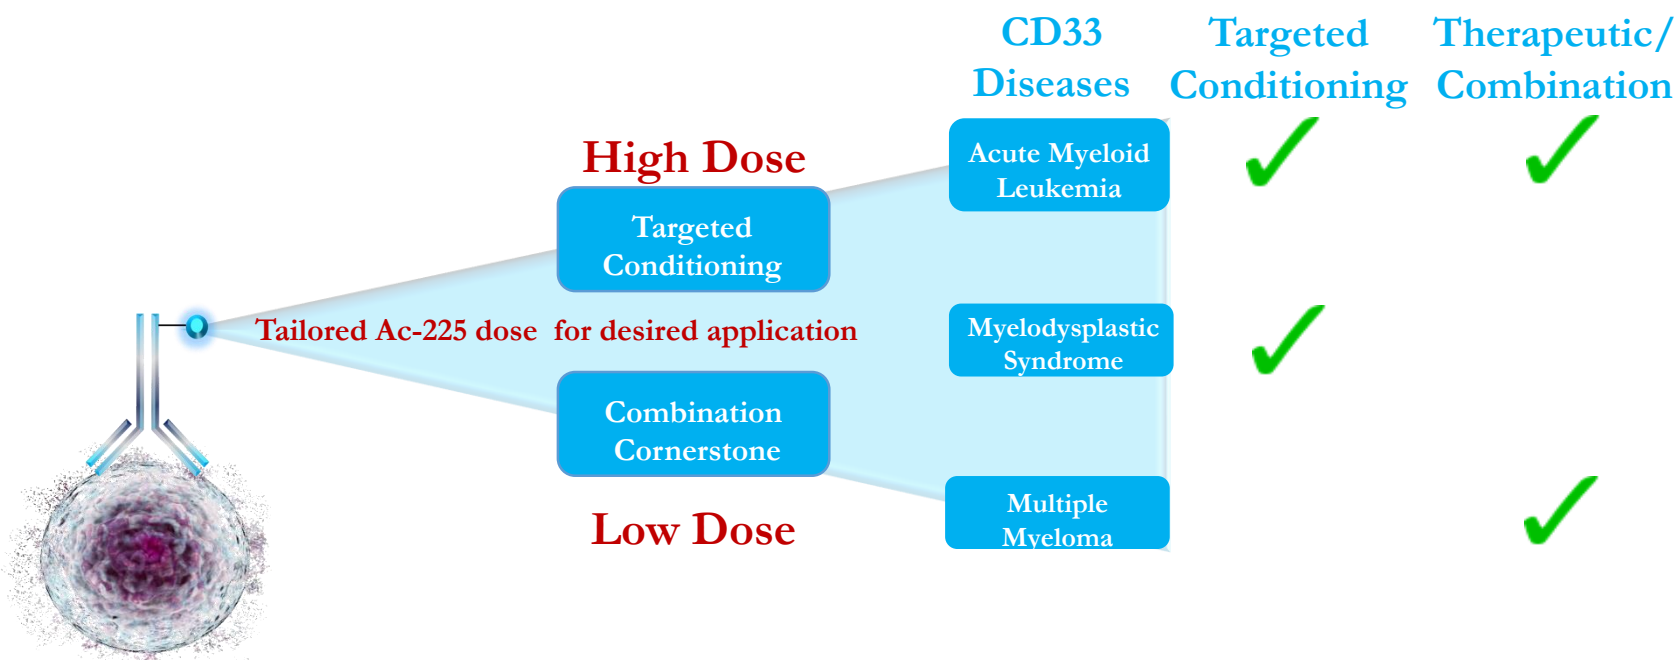 CD33
Diseases
Targeted
Conditioning
Therapeutic/
Combination
High Dose
Targeted
Conditioning
Tailored Ac-225 dose for desired application
Combination
Cornerstone
Low Dose
Acute Myeloid
Leukemia
Myelodysplastic
Syndrome
Multiple
Myeloma